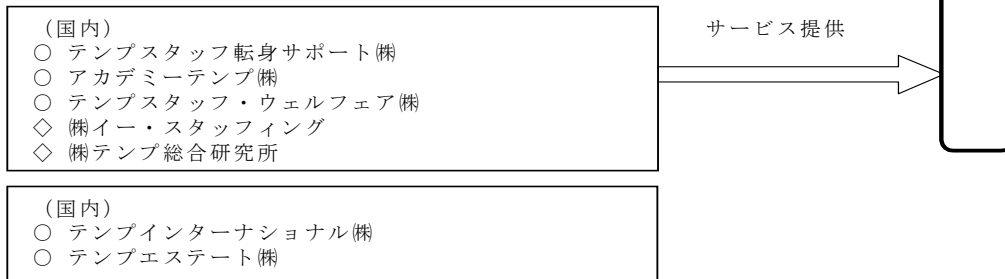 （国内）
○ テンプスタッフ転身サポート㈱
○ アカデミーテンプ㈱
○ テンプスタッフ・ウェルフェア㈱
◇ ㈱イー・スタッフィング
◇ ㈱テンプ総合研究所
サービス提供
（国内）
○ テンプインターナショナル㈱
○ テンプエステート㈱